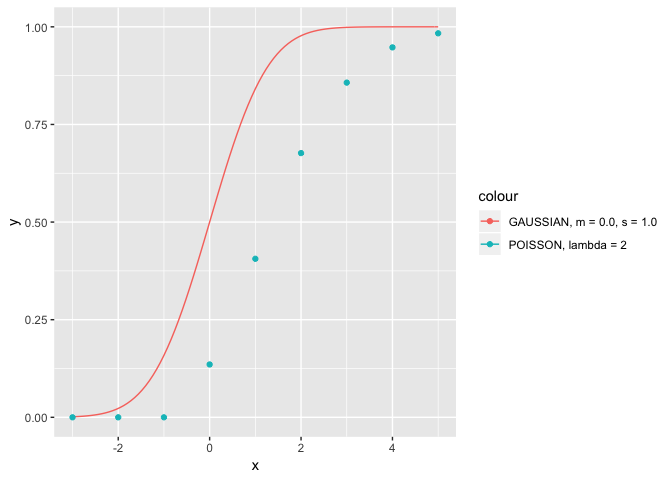 1.00
0.75
0.50
0.25
0.00
y
-2
0
2
4
x
colour
GAUSSIAN, m = 0.0, s = 1.0
POISSON, lambda = 2